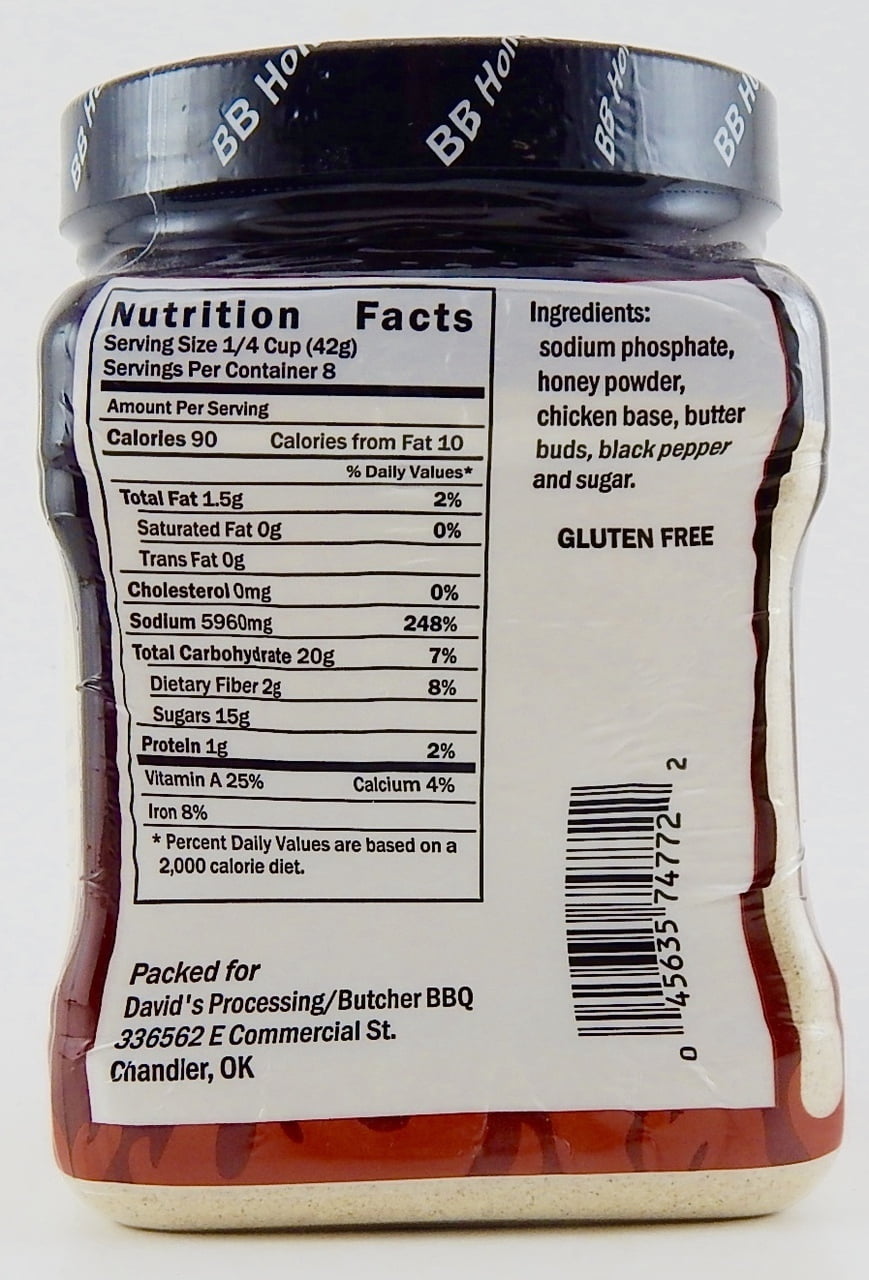 BB Ho
BB Hon
BB Hon
BB Ho
BB Ho
Nutrition Facts
Serving Size 1/4 Cup (42g)
Servings Per Container 8
Amount Per Serving
Calories 90 Calories from Fat 10
% Daily Values*
Total Fat 1.5g 2%
Saturated Fat 0g 0%
Trans Fat 0g
Cholesterol 0mg 0%
Sodium 5960mg 248%
Total Carbohydrate 20g 7%
Dietary Fiber 2g 8%
Sugars 15g
Protein 1g 2%
Vitamin A 25% Calcium 4%
Iron 8%
* Percent Daily Values are based on a
2,000 calorie diet.
Packed for
David's Processing/Butcher BBQ
336562 E Commercial St.
Chandler, OK
Ingredients:
sodium phosphate,
honey powder,
chicken base, butter
buds, black pepper
and sugar.
GLUTEN FREE
0 45635 74772 2